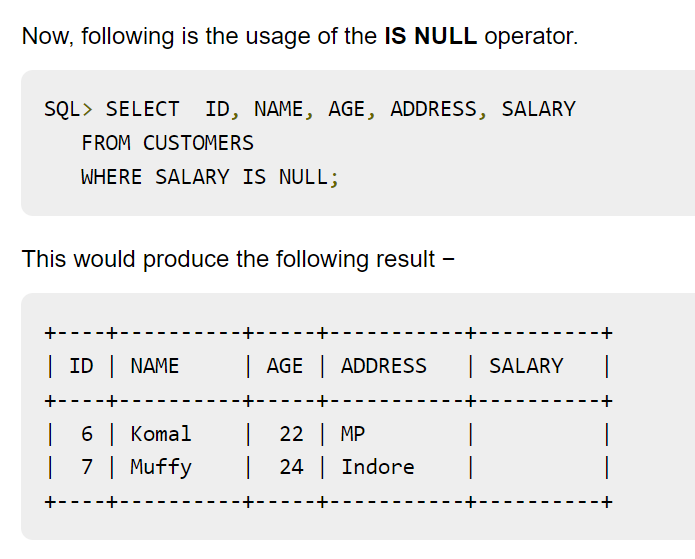 Now, following is the usage of the IS NULL operator.
SQL> SELECT  ID, NAME, AGE, ADDRESS, SALARY
   FROM CUSTOMERS
   WHERE SALARY IS NULL;
This would produce the following result −
+----+----------+-----+-----------+----------+
| ID | NAME     | AGE | ADDRESS   | SALARY   |
+----+----------+-----+-----------+----------+
|  6 | Komal    |  22 | MP        |          |
|  7 | Muffy    |  24 | Indore    |          |
+----+----------+-----+-----------+----------+